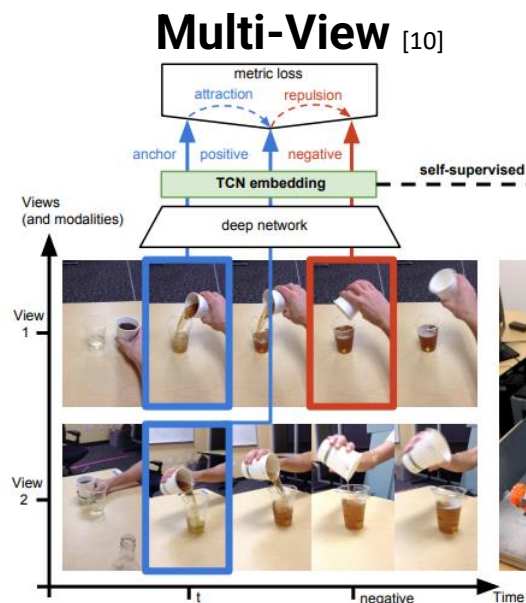 Multi-View [10]
metric loss
attraction repulsion
anchor positive negative
TCN embedding
self-supervised
Views
(and modalities)
deep network
View
1
View
2
t negative Time